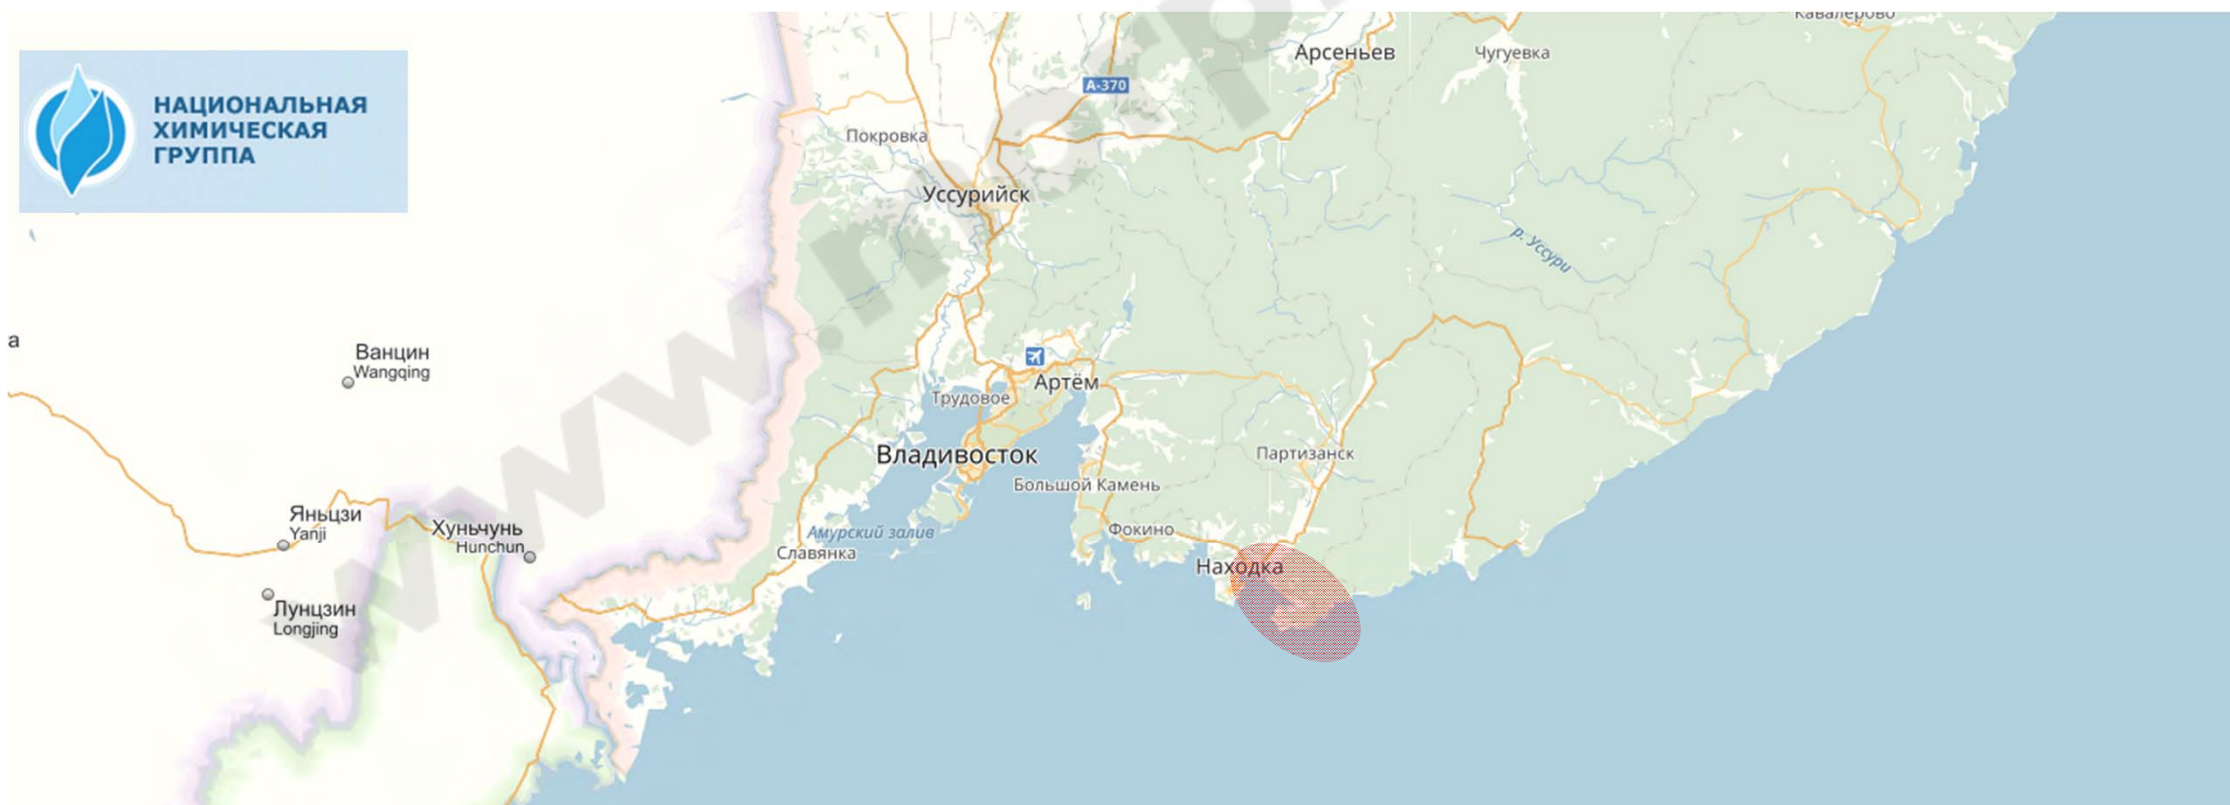 Кавалерово
Арсеньев
Чугуевка
А-370
НАЦИОНАЛЬНАЯ
ХИМИЧЕСКАЯ
ГРУППА
Покровка
Уссурийск
р. Уссури
а
Ванцин
Wangqing
Артём
Трудовое
Владивосток
Партизанск
Большой Камень
Яньцзи
Yanji
Хуньчунь
Hunchun
Амурский залив
Фокино
Славянка
Находка
Лунцзин
Longjing